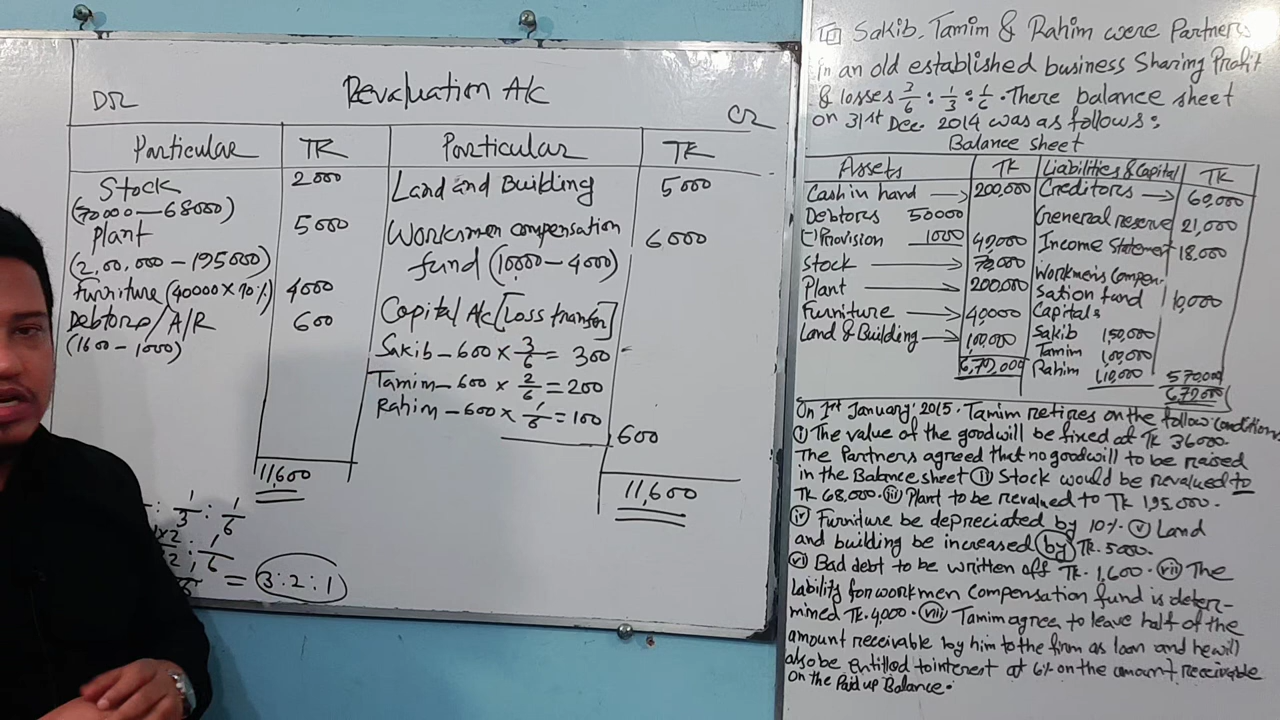 Revaluation A/c
Dr
Cr
Particular TK Particular TK
Stock 2000 Land and Building 5000
(70000 — 68000)
Plant 5000 Worksmen compensation 6000
(2,00,000 - 195000) fund (10000 - 4000)
Furniture (40000 x 10%) 4000 Capital A/c [Loss transfer]
Debtors/A/R 600
(1600 - 1000) Sakib - 600 x 3/6 = 300
Tamim - 600 x 2/6 = 200
Rahim - 600 x 1/6 = 100
600
11,600 11,600
: 1/3 : 1/6
= 3:2:1
Sakib, Tamim & Rahim were Partners
in an old established business Sharing Profit
& losses 3/6 : 1/3 : 1/6 . There balance sheet
on 31st Dec. 2014 was as follows:
Balance sheet
Assets TK Liabilities & Capital TK
Cash in hand → 200,000 Creditors → 60,000
Debtors 50000 General reserve 21,000
(-) Provision 1000 49,000 Income Statement 18,000
Stock → 70,000 Workmen's Compen-
Plant → 200,000 sation fund 10,000
Furniture → 40,000 Capitals
Land & Building → 100,000 Sakib 150,000
Tamim 100,000
Rahim 570,000
On 1st January' 2015. Tamim retires on the follow conditions
(i) The value of the goodwill be fixed at TK 36000.
The Partners agreed that no goodwill to be raised
in the Balance sheet (ii) Stock would be revalued to
TK 68,000. (iii) Plant to be revalued to TK 195,000.
(iv) Furniture be depreciated by 10% (v) Land
and building be increased by TK. 5000.
(vi) Bad debt to be written off TK. 1,600. (vii) The
lability for workmen Compensation fund is deter-
mined TK. 4,000. (viii) Tamim agree to leave half of the
amount receivable by him to the firm as loan and he will
also be entitled to interest at 6% on the amount receivable
on the Paid up Balance.